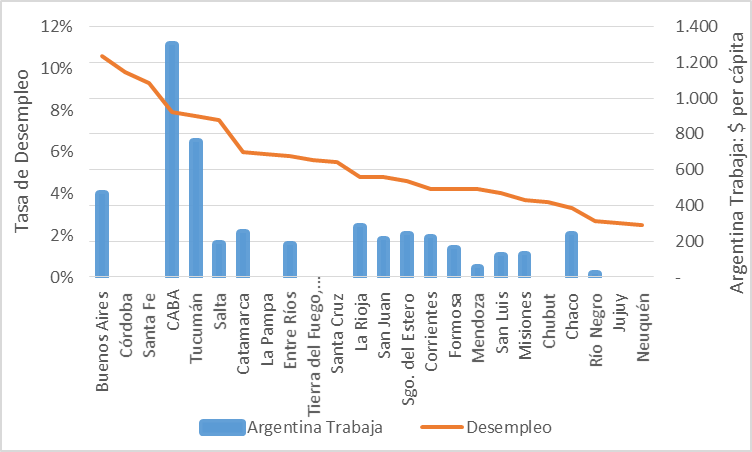 12%
10%
8%
6%
4%
2%
0%
Tasa de Desempleo
1.400
1.200
1.000
800
600
400
200
-
Argentina Trabaja: $ per cápita
Buenos Aires
Córdoba
Santa Fe
CABA
Tucumán
Salta
Catamarca
La Pampa
Entre Ríos
Tierra del Fuego,...
Santa Cruz
La Rioja
San Juan
Sgo. del Estero
Corrientes
Formosa
Mendoza
San Luis
Misiones
Chubut
Chaco
Río Negro
Jujuy
Neuquén
Argentina Trabaja
Desempleo